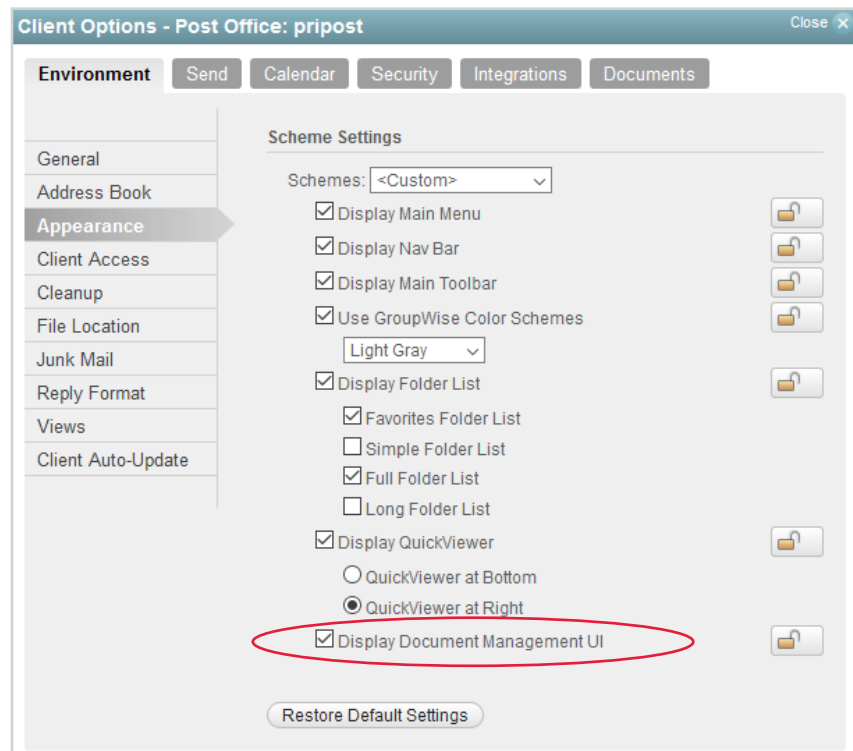 Client Options - Post Office: pripost
Close
Environment Send Calendar Security Integrations Documents
General
Address Book
Appearance
Client Access
Cleanup
File Location
Junk Mail
Reply Format
Views
Client Auto-Update
Scheme Settings
Schemes: <Custom>
Display Main Menu
Display Nav Bar
Display Main Toolbar
Use GroupWise Color Schemes
Light Gray
Display Folder List
Favorites Folder List
Simple Folder List
Full Folder List
Long Folder List
Display QuickViewer
QuickViewer at Bottom
QuickViewer at Right
Display Document Management UI
Restore Default Settings